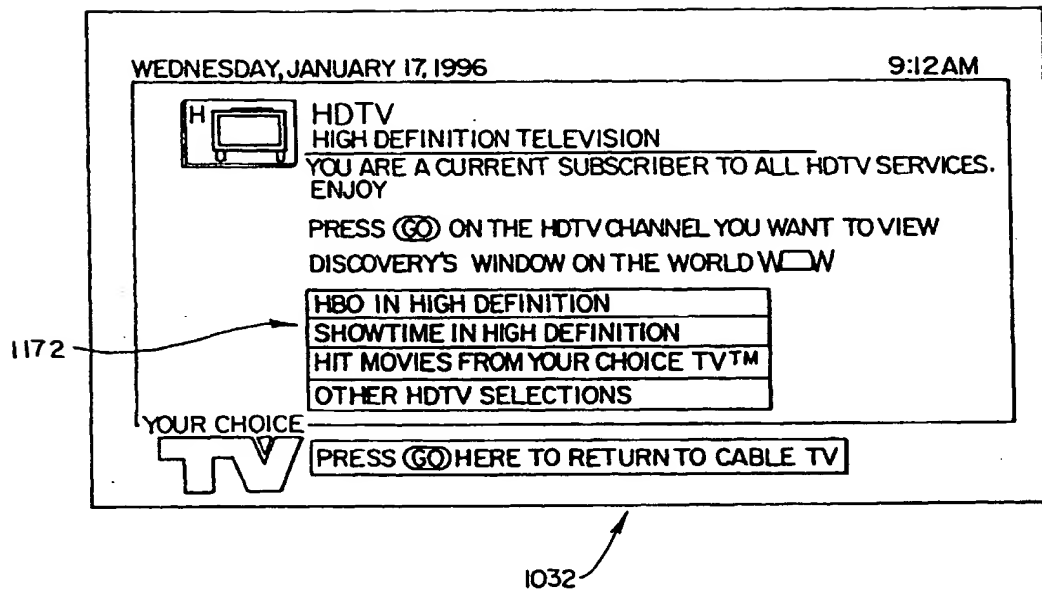 WEDNESDAY, JANUARY 17, 1996 9:12AM
H
HDTV
HIGH DEFINITION TELEVISION
YOU ARE A CURRENT SUBSCRIBER TO ALL HDTV SERVICES.
ENJOY
PRESS GO ON THE HDTV CHANNEL YOU WANT TO VIEW
DISCOVERY'S WINDOW ON THE WORLD WOW
HBO IN HIGH DEFINITION
SHOWTIME IN HIGH DEFINITION
1172
HIT MOVIES FROM YOUR CHOICE TV™
OTHER HDTV SELECTIONS
YOUR CHOICE
TV
PRESS GO HERE TO RETURN TO CABLE TV
1032